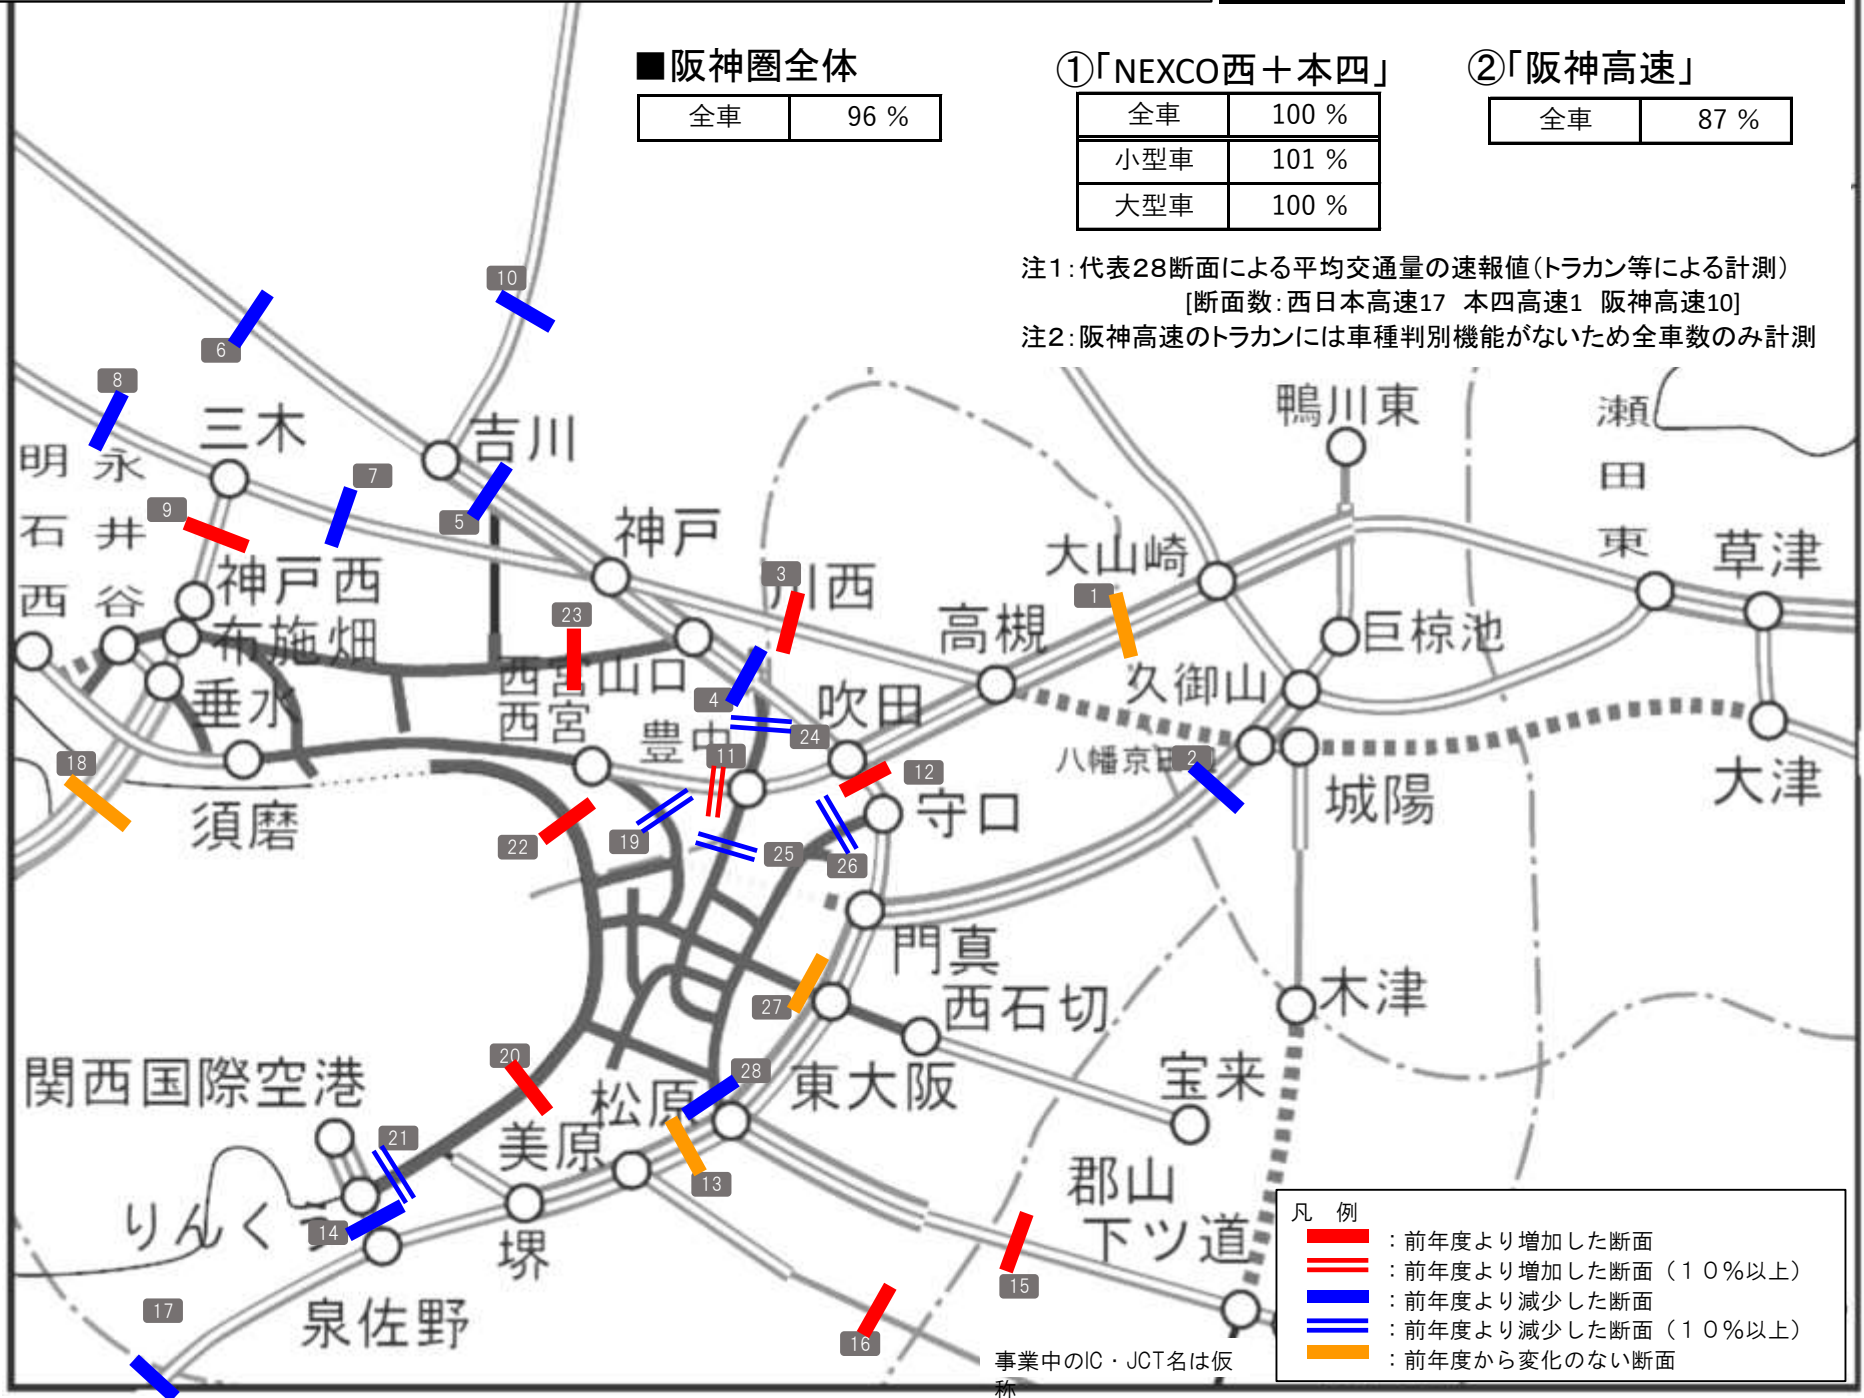 ■阪神圏全体
全車 96 %
①「NEXCO西＋本四」
全車 100 %
小型車 101 %
大型車 100 %
②「阪神高速」
全車 87 %
注1：代表28断面による平均交通量の速報値（トラカン等による計測）
[断面数：西日本高速17 本四高速1 阪神高速10]
注2：阪神高速のトラカンには車種判別機能がないため全車数のみ計測
10
6
8
三木
吉川
鴨川東
瀬田東
明石西
永井谷
7
9
5
神戸
神戸西
大山崎
草津
3
川西
1
高槻
23
布施畑
巨椋池
西宮山口
久御山
4
垂水
西宮
吹田
豊中
24
11
2
18
12
城陽
大津
須磨
守口
22
19
25
26
門真
27
西石切
木津
20
関西国際空港
28
松原
東大阪
宝来
21
美原
13
郡山
下ツ道
りんくう
14
堺
15
17
泉佐野
16
事業中のIC・JCT名は仮
称
凡 例
：前年度より増加した断面
：前年度より増加した断面（１０％以上）
：前年度より減少した断面
：前年度より減少した断面（１０％以上）
：前年度から変化のない断面